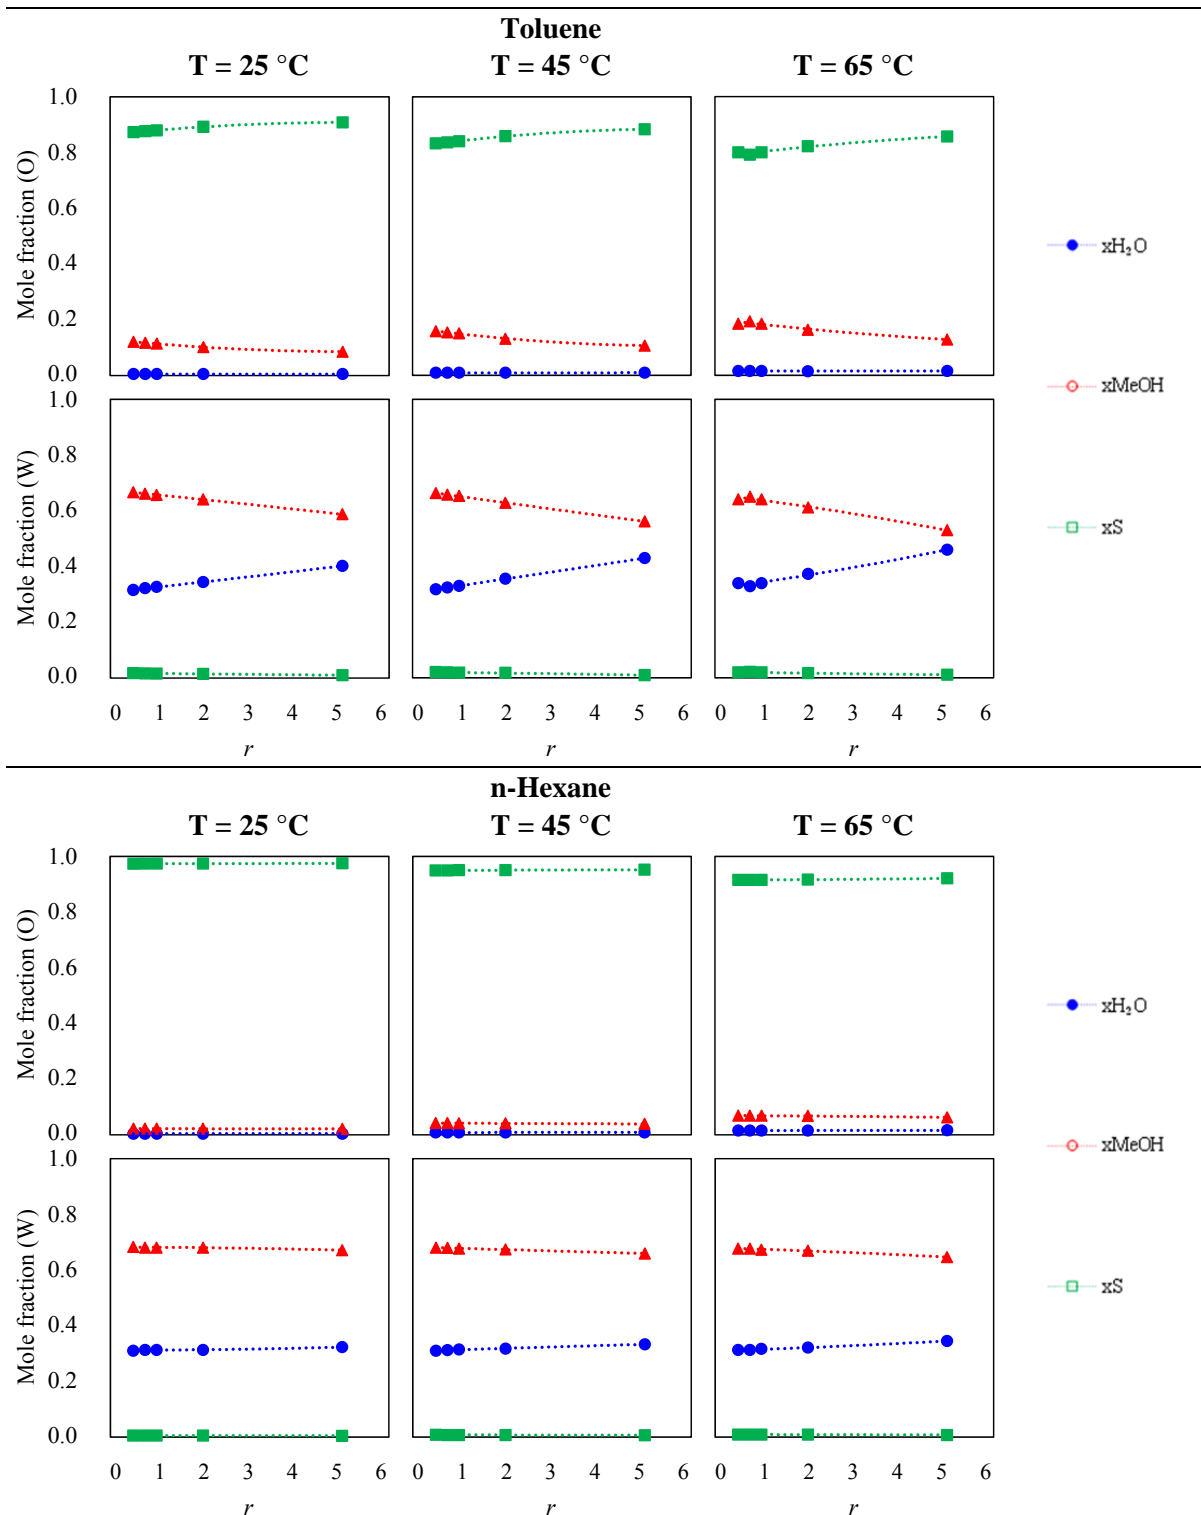 Toluene
T = 25 °C
T = 45 °C
T = 65 °C
Mole fraction (O)
1.0
0.8
0.6
0.4
0.2
0.0
Mole fraction (W)
1.0
0.8
0.6
0.4
0.2
0.0
0 1 2 3 4 5 6
0 1 2 3 4 5 6
0 1 2 3 4 5 6
r
r
r
xH₂O
xMeOH
xS
n-Hexane
T = 25 °C
T = 45 °C
T = 65 °C
Mole fraction (O)
1.0
0.8
0.6
0.4
0.2
0.0
Mole fraction (W)
1.0
0.8
0.6
0.4
0.2
0.0
0 1 2 3 4 5 6
0 1 2 3 4 5 6
0 1 2 3 4 5 6
r
r
r
xH₂O
xMeOH
xS